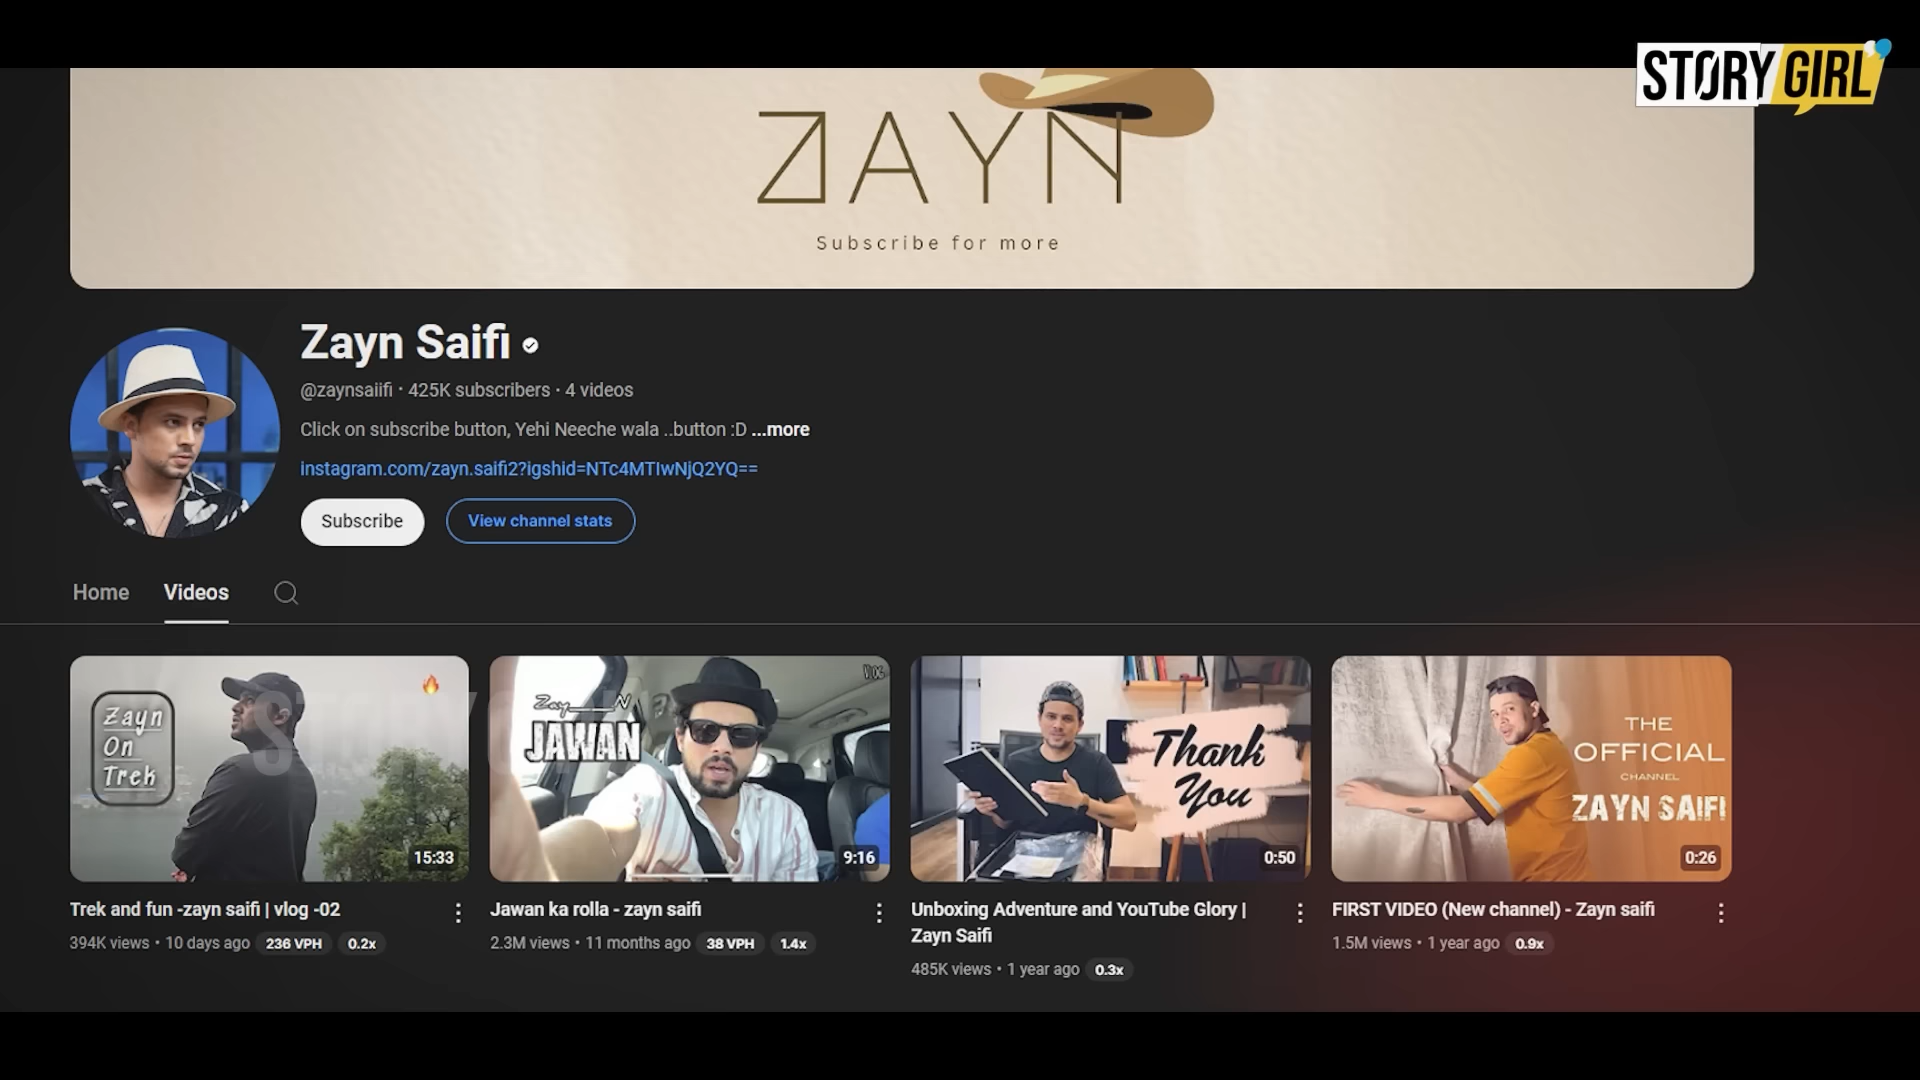 STORY GIRL
ZAYN
Subscribe for more
Zayn Saifi
@zaynsaiifi · 425K subscribers · 4 videos
Click on subscribe button, Yehi Neeche wala ..button :D ...more
instagram.com/zayn.saifi2?igshid=NTc4MTIwNjQ2YQ==
Subscribe
View channel stats
Home
Videos
Zayn
On
Trek
15:33
Zay___N
JAWAN
VLOG
9:16
Thank
You
0:50
THE
OFFICIAL
CHANNEL
ZAYN SAIFI
0:26
Trek and fun -zayn saifi | vlog -02
394K views · 10 days ago 236 VPH 0.2x
Jawan ka rolla - zayn saifi
2.3M views · 11 months ago 38 VPH 1.4x
Unboxing Adventure and YouTube Glory |
Zayn Saifi
485K views · 1 year ago 0.3x
FIRST VIDEO (New channel) - Zayn saifi
1.5M views · 1 year ago 0.9x